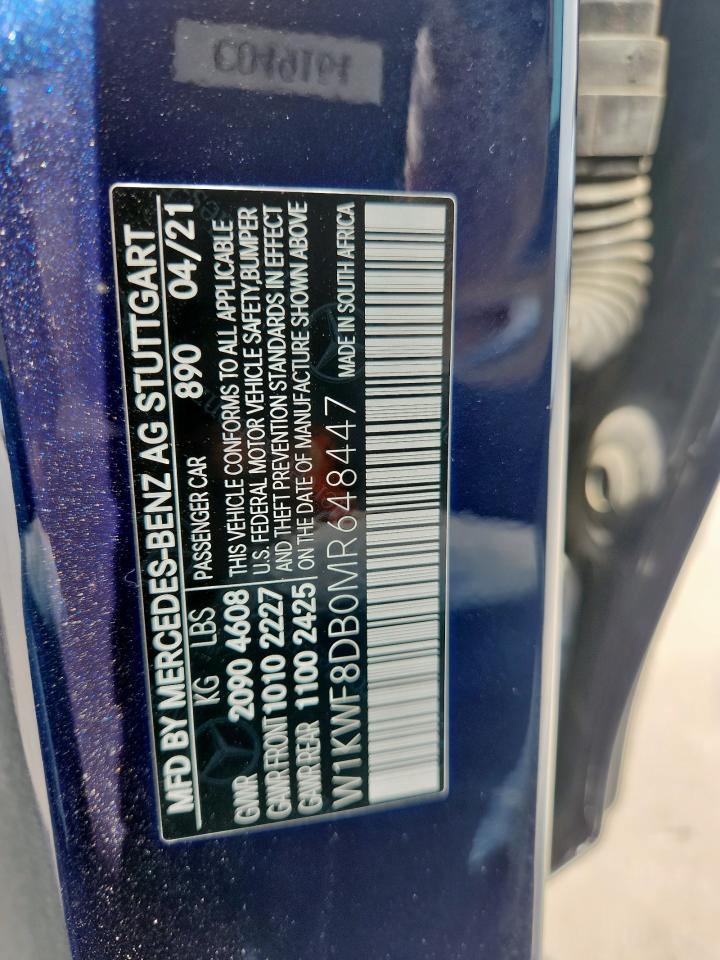 MFD BY MERCEDES-BENZ AG STUTTGART
KG LBS 890 04/21
GVWR 2090 4608 PASSENGER CAR
GAWR FRONT 1010 2227
GAWR REAR 1100 2425
THIS VEHICLE CONFORMS TO ALL APPLICABLE
U.S. FEDERAL MOTOR VEHICLE SAFETY,BUMPER
AND THEFT PREVENTION STANDARDS IN EFFECT
ON THE DATE OF MANUFACTURE SHOWN ABOVE
W1KWF8DB0MR648447 MADE IN SOUTH AFRICA